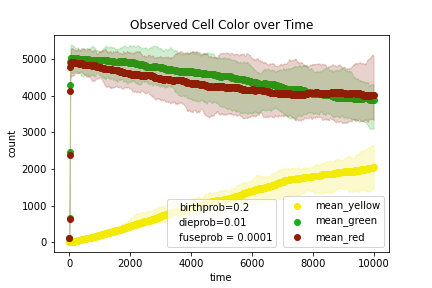 Observed Cell Color over Time
count
5000
4000
3000
2000
1000
0
birthprob=0.2
dieprob=0.01
fuseprob = 0.0001
mean_yellow
mean_green
mean_red
0 2000 4000 6000 8000 10000
time